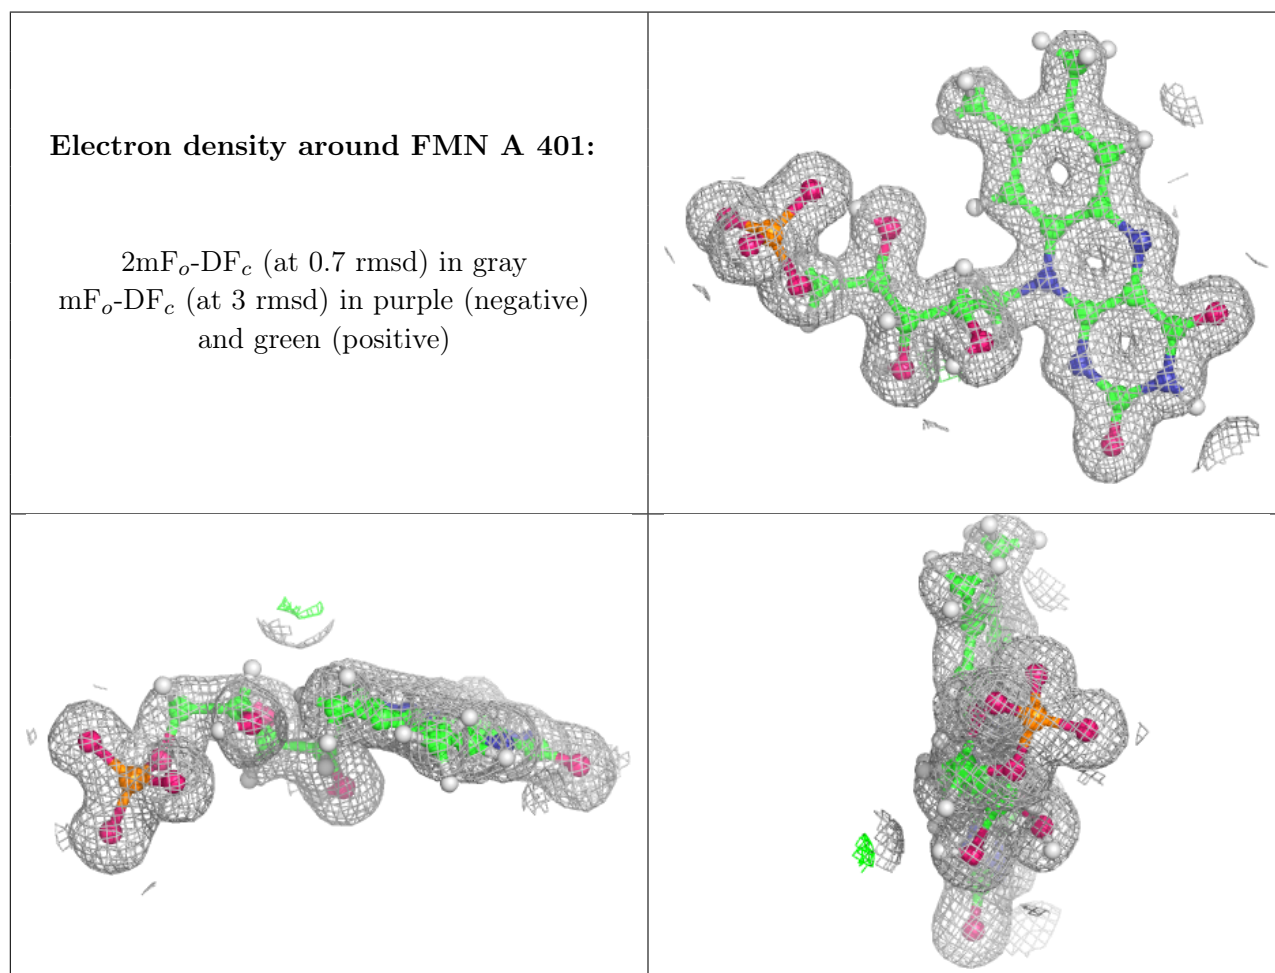 Electron density around FMN A 401:
2mFo-DFc (at 0.7 rmsd) in gray
mFo-DFc (at 3 rmsd) in purple (negative)
and green (positive)